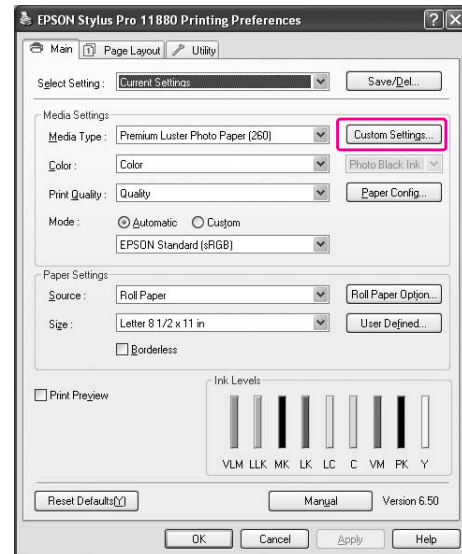 EPSON Stylus Pro 11880 Printing Preferences
Main Page Layout Utility
Select Setting : Current Settings Save/Del...
Media Settings
Media Type : Premium Luster Photo Paper (260) Custom Settings...
Color : Color Photo Black Ink
Print Quality : Quality Paper Config...
Mode : Automatic Custom
EPSON Standard (sRGB)
Paper Settings
Source : Roll Paper Roll Paper Option...
Size : Letter 8 1/2 x 11 in User Defined...
Borderless
Print Preview
Ink Levels
VLM LLK MK LK LC C VM PK Y
Reset Defaults(Y) Manual Version 6.50
OK Cancel Apply Help